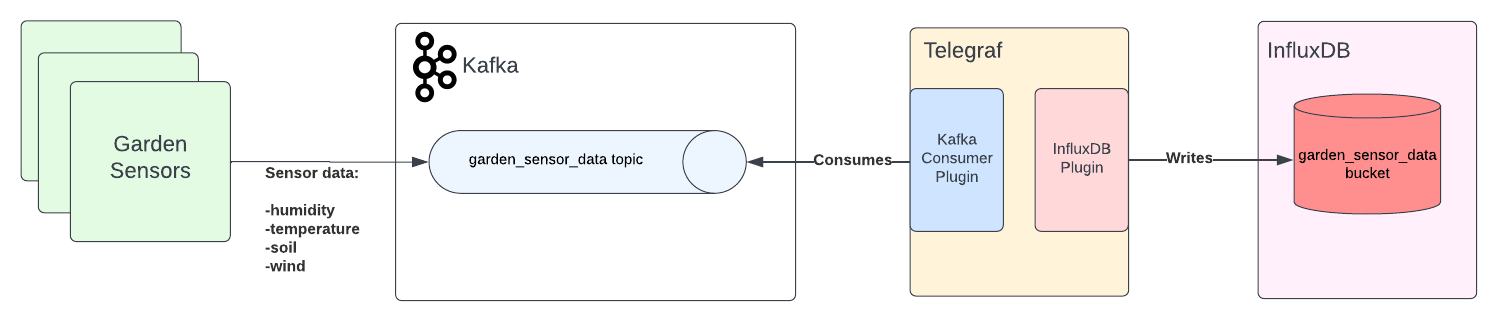 Garden
Sensors
Sensor data:
-humidity
-temperature
-soil
-wind
Kafka
garden_sensor_data topic
Consumes
Telegraf
Kafka
Consumer
Plugin
InfluxDB
Plugin
Writes
InfluxDB
garden_sensor_data
bucket